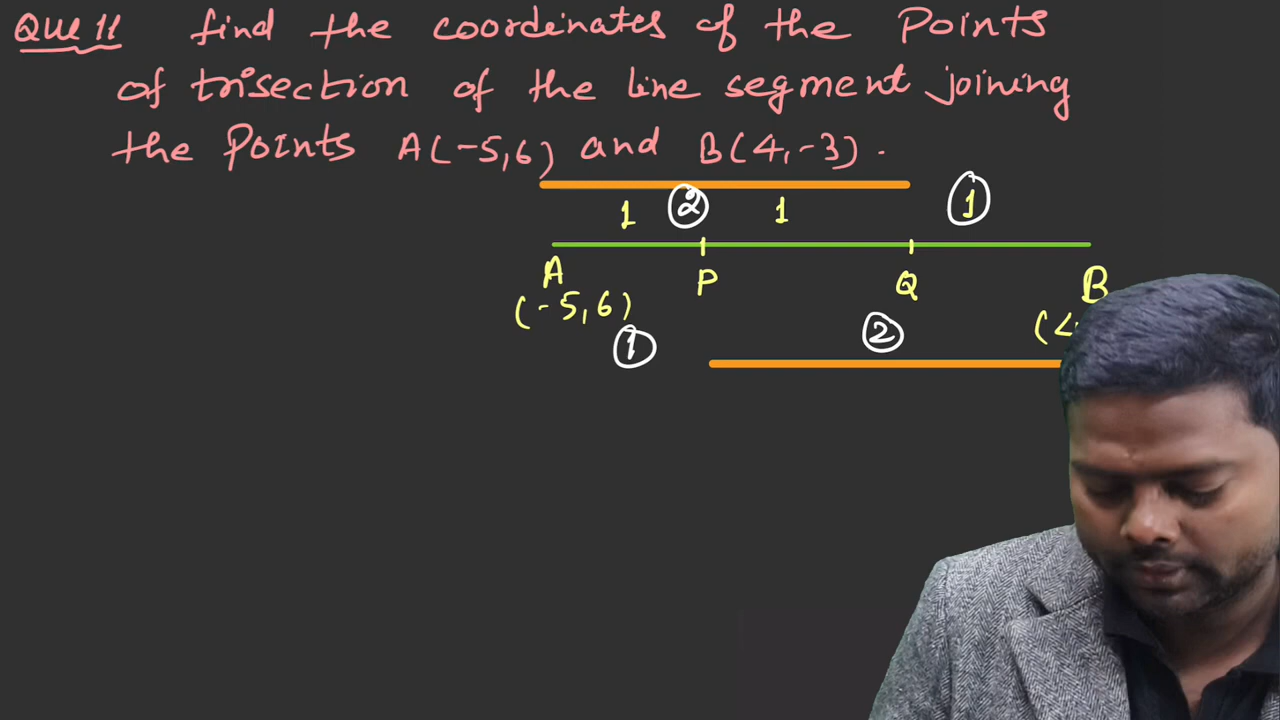 Que 11 find the coordinates of the Points
of trisection of the line segment joining
the Points A(-5,6) and B(4,-3).
1 2 1 1
A P Q B
(-5,6) (4
1 2